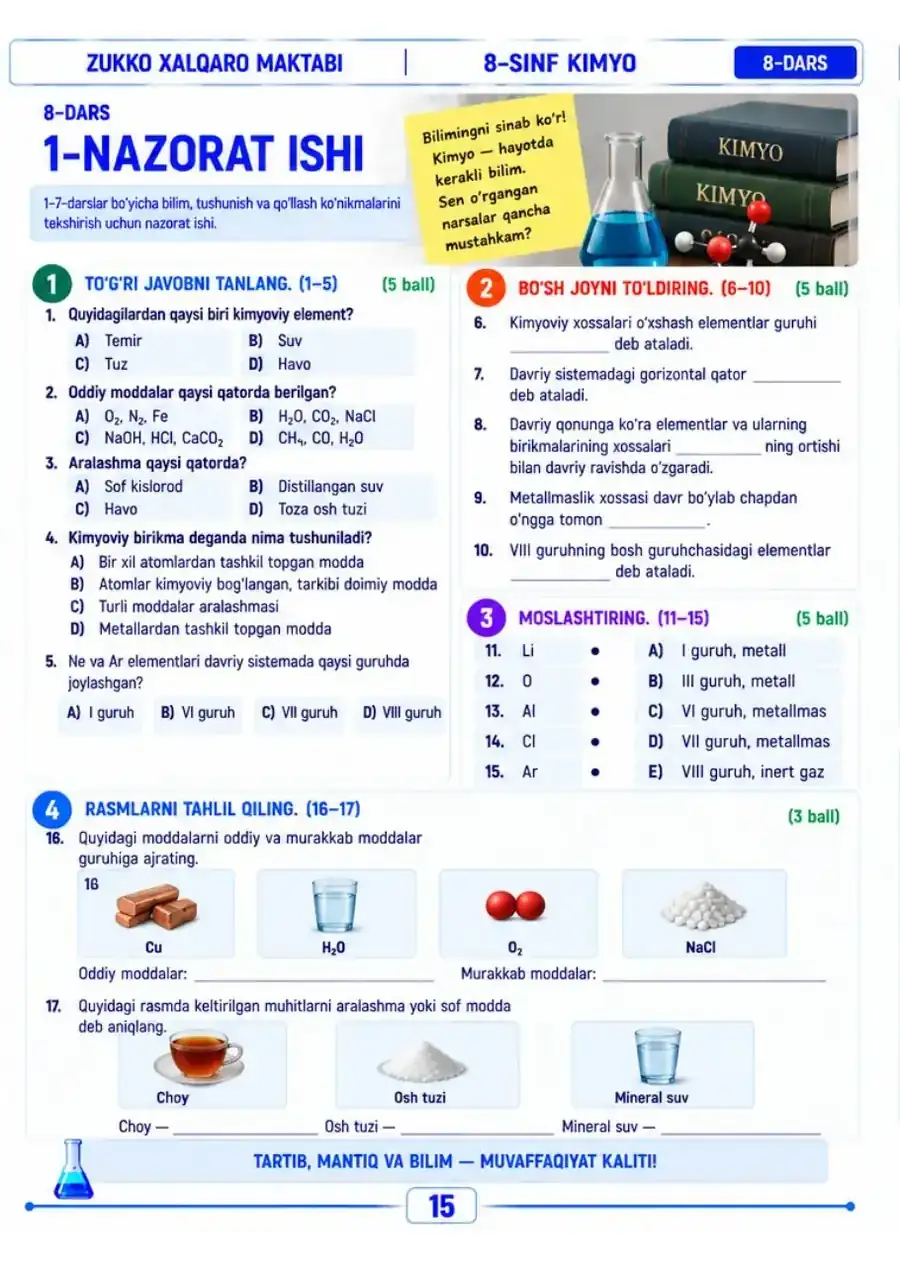 ZUKKO XALQARO MAKTABI | 8-SINF KIMYO 8-DARS
8-DARS
1-NAZORAT ISHI
1-7-darslar bo'yicha bilim, tushunish va qo'llash ko'nikmalarini
tekshirish uchun nazorat ishi.
Bilimingni sinab ko'r!
Kimyo — hayotda
kerakli bilim.
Sen o'rgangan
narsalar qancha
mustahkam?
KIMYO
KIMYO
1 TO'G'RI JAVOBNI TANLANG. (1-5) (5 ball)
1. Quyidagilardan qaysi biri kimyoviy element?
A) Temir B) Suv
C) Tuz D) Havo
2. Oddiy moddalar qaysi qatorda berilgan?
A) O₂, N₂, Fe B) H₂O, CO₂, NaCl
C) NaOH, HCl, CaCO₂ D) CH₄, CO, H₂O
3. Aralashma qaysi qatorda?
A) Sof kislorod B) Distillangan suv
C) Havo D) Toza osh tuzi
4. Kimyoviy birikma deganda nima tushuniladi?
A) Bir xil atomlardan tashkil topgan modda
B) Atomlar kimyoviy bog'langan, tarkibi doimiy modda
C) Turli moddalar aralashmasi
D) Metallardan tashkil topgan modda
5. Ne va Ar elementlari davriy sistemada qaysi guruhda
joylashgan?
A) I guruh B) VI guruh C) VII guruh D) VIII guruh
2 BO'SH JOYNI TO'LDIRING. (6-10) (5 ball)
6. Kimyoviy xossalari o'xshash elementlar guruhi
____________ deb ataladi.
7. Davriy sistemadagi gorizontal qator ___________
deb ataladi.
8. Davriy qonunga ko'ra elementlar va ularning
birikmalarining xossalari ___________ ning ortishi
bilan davriy ravishda o'zgaradi.
9. Metallmaslik xossasi davr bo'ylab chapdan
o'ngga tomon ____________.
10. VIII guruhning bosh guruhchasidagi elementlar
____________ deb ataladi.
3 MOSLASHTIRING. (11-15) (5 ball)
11. Li • A) I guruh, metall
12. O • B) III guruh, metall
13. Al • C) VI guruh, metallmas
14. Cl • D) VII guruh, metallmas
15. Ar • E) VIII guruh, inert gaz
4 RASMLARNI TAHLIL QILING. (16-17) (3 ball)
16. Quyidagi moddalarni oddiy va murakkab moddalar
guruhiga ajrating.
16
Cu H₂O O₂ NaCl
Oddiy moddalar: ____________________ Murakkab moddalar: ____________________
17. Quyidagi rasmda keltirilgan muhitlarni aralashma yoki sof modda
deb aniqlang.
Choy Osh tuzi Mineral suv
Choy — ____________ Osh tuzi — ____________ Mineral suv — ____________
TARTIB, MANTIQ VA BILIM — MUVAFFAQIYAT KALITI!
15